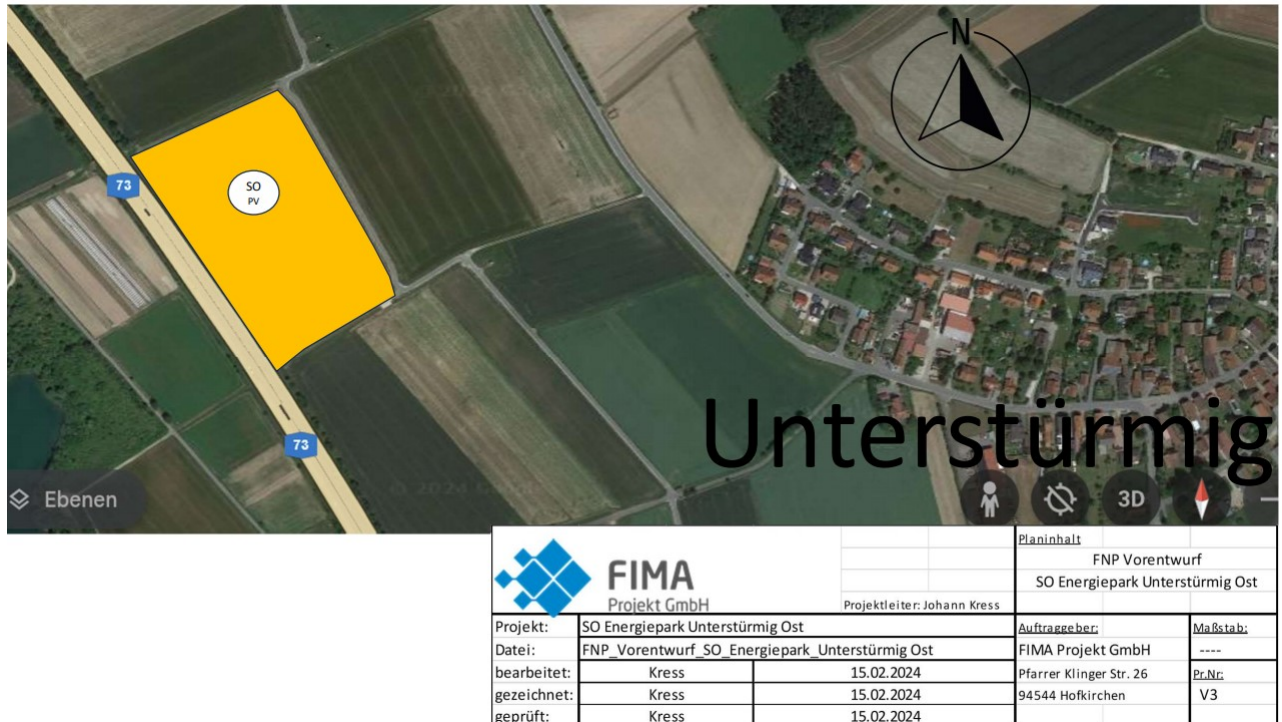 N
73
SO
PV
73
Unterstürmig
Ebenen
3D
FIMA
Projekt GmbH
Projektleiter: Johann Kress
Planinhalt
FNP Vorentwurf
SO Energiepark Unterstürmig Ost
Projekt: SO Energiepark Unterstürmig Ost
Auftraggeber: Maßstab:
Datei: FNP_Vorentwurf_SO_Energiepark_Unterstürmig Ost
FIMA Projekt GmbH ----
bearbeitet: Kress 15.02.2024
Pfarrer Klinger Str. 26 Pr.Nr:
gezeichnet: Kress 15.02.2024
94544 Hofkirchen V3
geprüft: Kress 15.02.2024